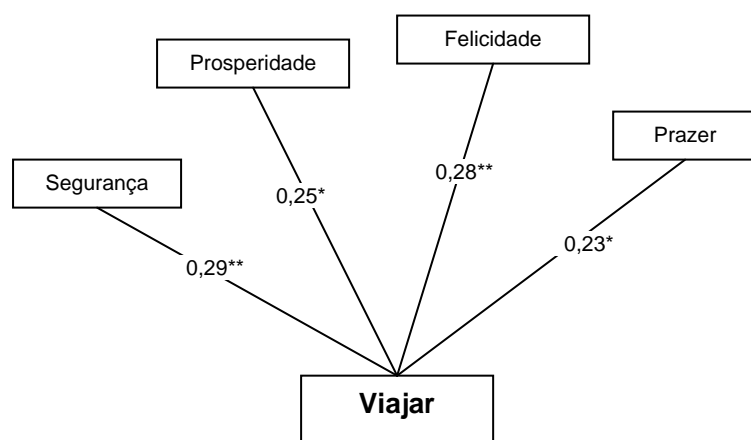 Felicidade
Prosperidade
Prazer
Segurança
0,28**
0,25*
0,23*
0,29**
Viajar